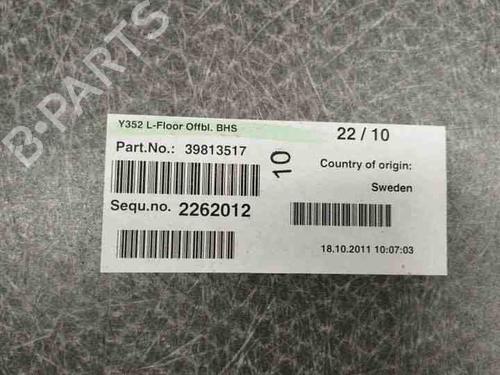 B-PARTS
Y352 L-Floor Offbl. BHS
22 / 10
Part.No.: 39813517
10
Country of origin:
Sweden
Sequ.no. 2262012
18.10.2011 10:07:03